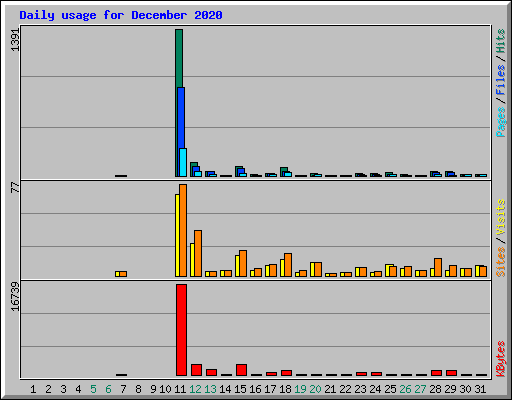 Daily usage for December 2020
1391
Pages / Files / Hits
77
Sites / Visits
16739
KBytes
1 2 3 4 5 6 7 8 9 10 11 12 13 14 15 16 17 18 19 20 21 22 23 24 25 26 27 28 29 30 31